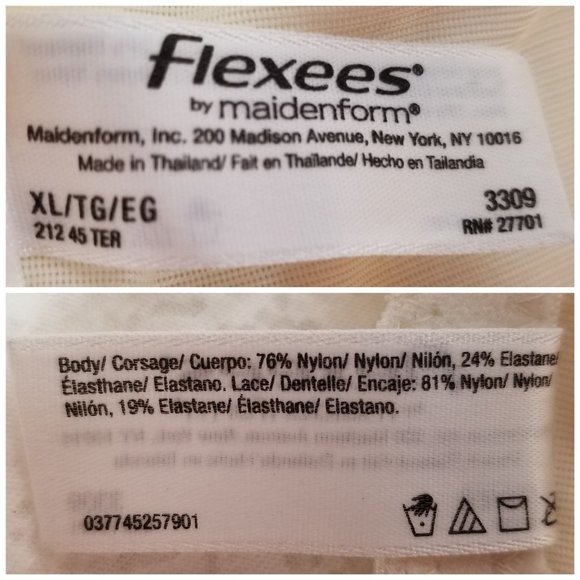 Flexees®
by maidenform®
Maidenform, Inc. 200 Madison Avenue, New York, NY 10016
Made in Thailand/ Fait en Thaïlande/ Hecho en Tailandia
XL/TG/EG
3309
212 45 TER
RN# 27701
Body/ Corsage/ Cuerpo: 76% Nylon/ Nylon/ Nilón, 24% Elastane/
Élasthane/ Elastano. Lace/ Dentelle/ Encaje: 81% Nylon/ Nylon/
Nilón, 19% Elastane/ Élasthane/ Elastano.
037745257901